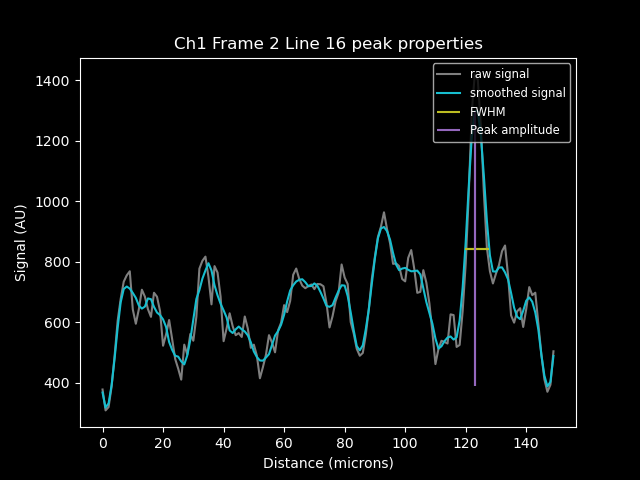 Ch1 Frame 2 Line 16 peak properties
raw signal
smoothed signal
FWHM
Peak amplitude
Signal (AU)
1400
1200
1000
800
600
400
0
20
40
60
80
100
120
140
Distance (microns)